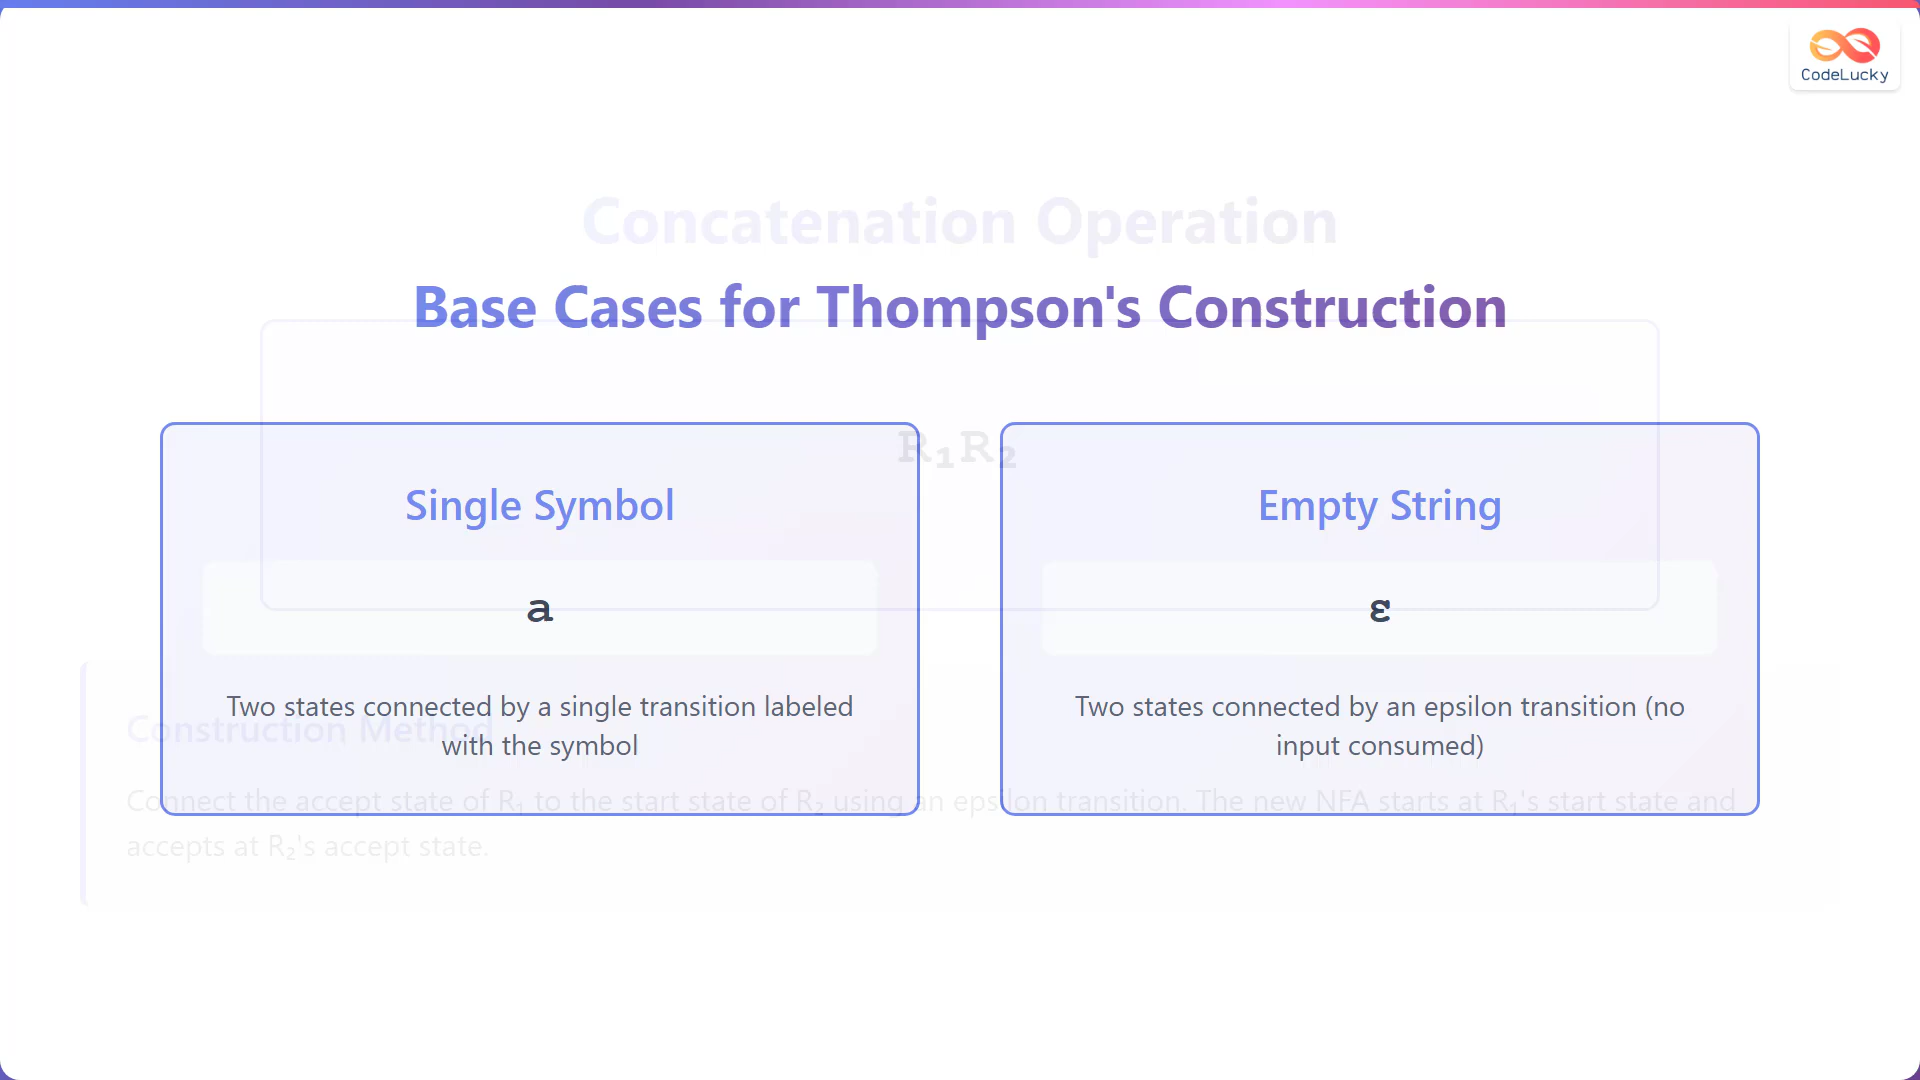 CodeLucky
Concatenation Operation
Base Cases for Thompson's Construction
R₁R₂
Single Symbol
a
Two states connected by a single transition labeled
with the symbol
Empty String
ε
Two states connected by an epsilon transition (no
input consumed)
Construction Method
Connect the accept state of R₁ to the start state of R₂ using an epsilon transition. The new NFA starts at R₁'s start state and
accepts at R₂'s accept state.